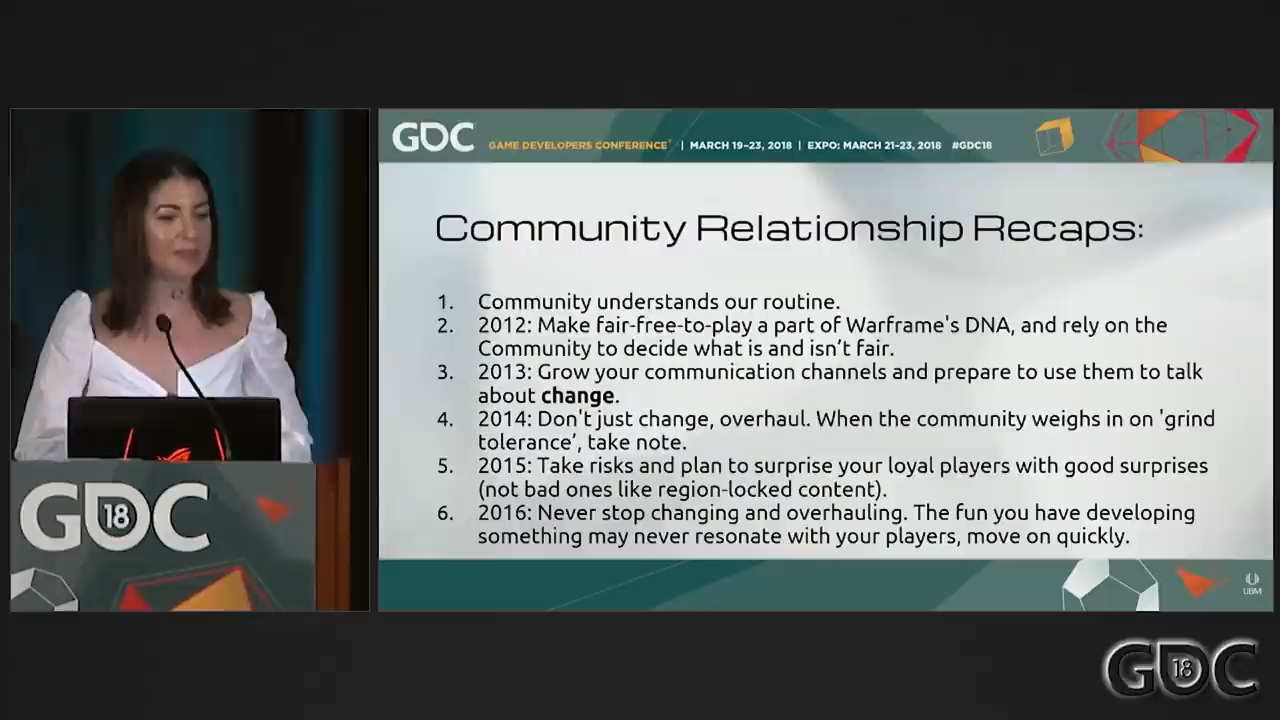 GDC GAME DEVELOPERS CONFERENCE | MARCH 19–23, 2018 | EXPO: MARCH 21–23, 2018 #GDC18
Community Relationship Recaps:
1. Community understands our routine.
2. 2012: Make fair-free-to-play a part of Warframe's DNA, and rely on the
Community to decide what is and isn’t fair.
3. 2013: Grow your communication channels and prepare to use them to talk
about change.
4. 2014: Don't just change, overhaul. When the community weighs in on 'grind
tolerance’, take note.
5. 2015: Take risks and plan to surprise your loyal players with good surprises
(not bad ones like region-locked content).
6. 2016: Never stop changing and overhauling. The fun you have developing
something may never resonate with your players, move on quickly.
UBM
GDC
18
GDC
18